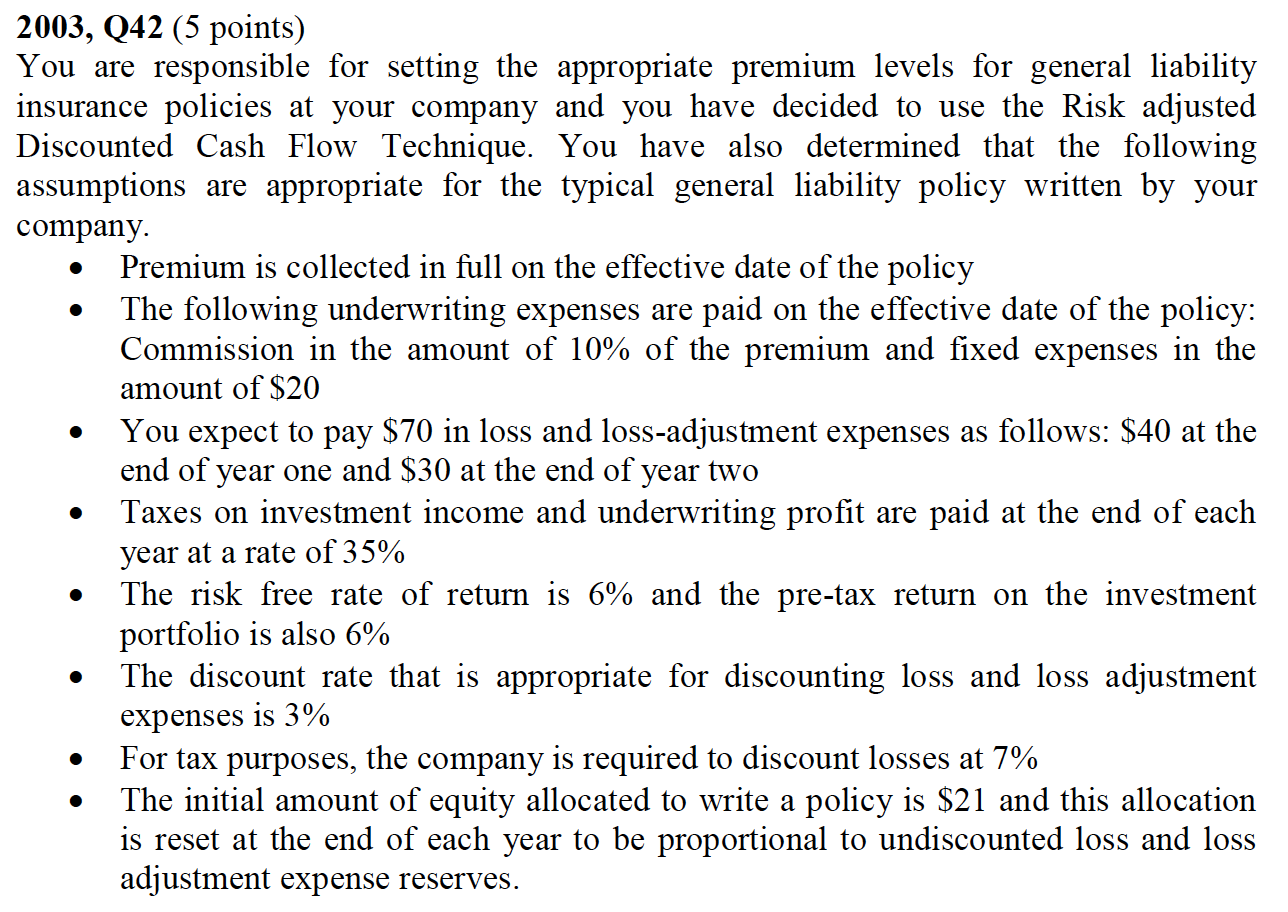 2003, Q42 (5 points)
You are responsible for setting the appropriate premium levels for general liability
insurance policies at your company and you have decided to use the Risk adjusted
Discounted Cash Flow Technique. You have also determined that the following
assumptions are appropriate for the typical general liability policy written by your
company.
• Premium is collected in full on the effective date of the policy
• The following underwriting expenses are paid on the effective date of the policy:
Commission in the amount of 10% of the premium and fixed expenses in the
amount of $20
• You expect to pay $70 in loss and loss-adjustment expenses as follows: $40 at the
end of year one and $30 at the end of year two
• Taxes on investment income and underwriting profit are paid at the end of each
year at a rate of 35%
• The risk free rate of return is 6% and the pre-tax return on the investment
portfolio is also 6%
• The discount rate that is appropriate for discounting loss and loss adjustment
expenses is 3%
• For tax purposes, the company is required to discount losses at 7%
• The initial amount of equity allocated to write a policy is $21 and this allocation
is reset at the end of each year to be proportional to undiscounted loss and loss
adjustment expense reserves.